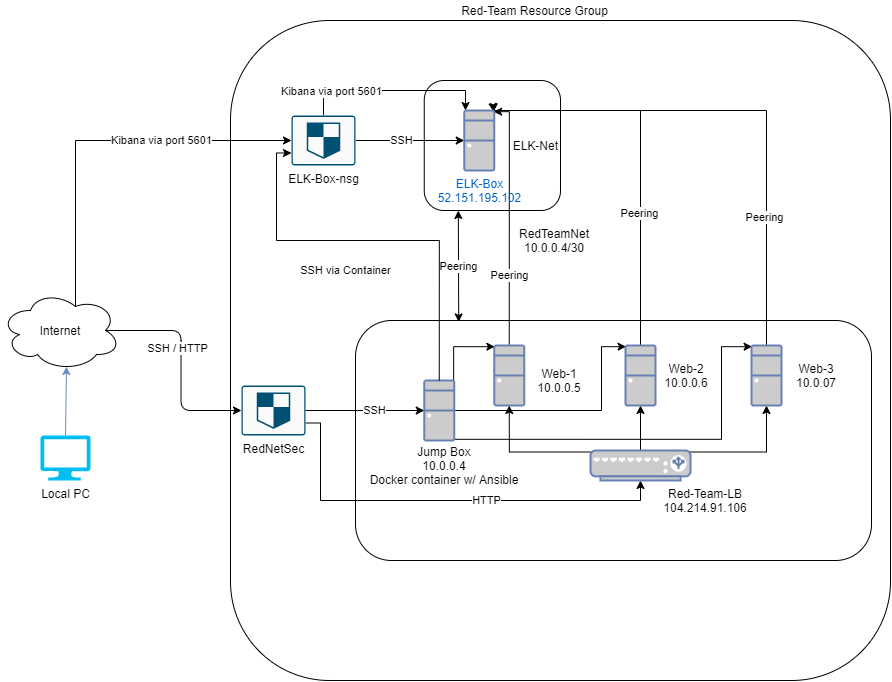 Red-Team Resource Group
Kibana via port 5601
Kibana via port 5601
SSH
ELK-Net
ELK-Box-nsg
ELK-Box
52.151.195.102
Peering
RedTeamNet
10.0.0.4/30
Peering
Peering
SSH via Container
Peering
Internet
SSH / HTTP
Web-1
10.0.0.5
Web-2
10.0.0.6
Web-3
10.0.07
SSH
RedNetSec
Jump Box
10.0.0.4
Docker container w/ Ansible
Local PC
HTTP
Red-Team-LB
104.214.91.106